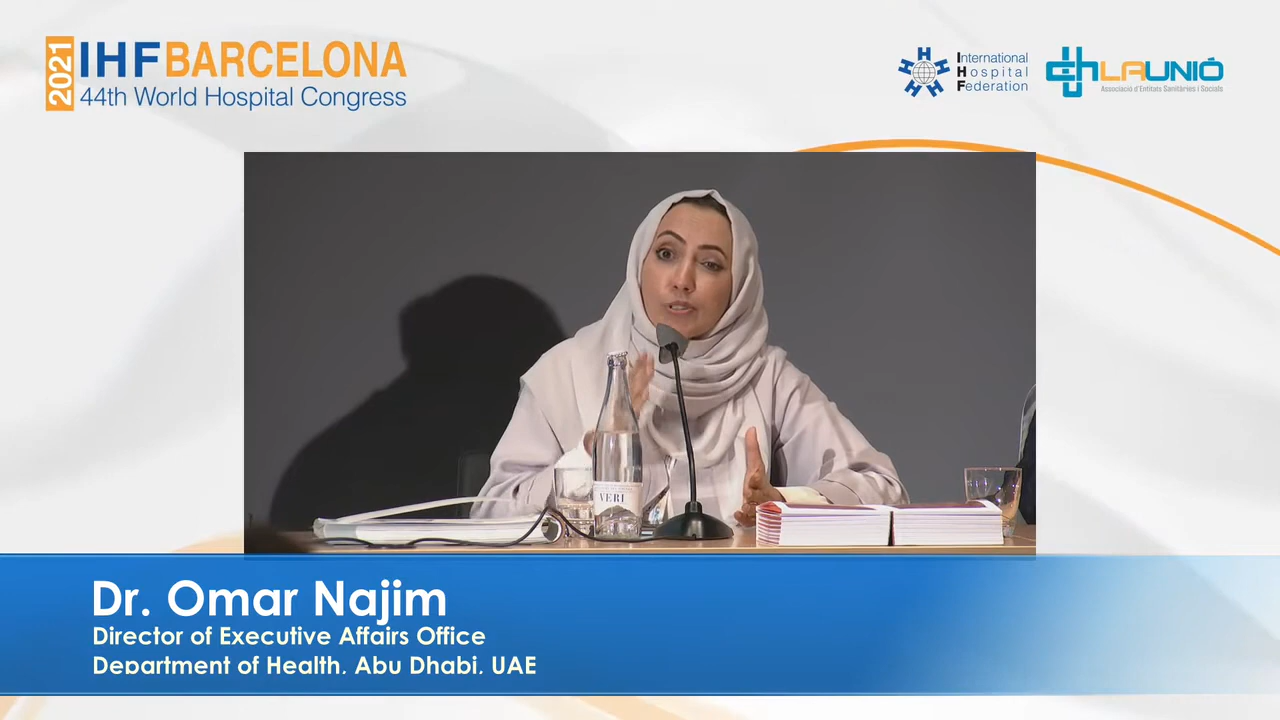 2021
IHF BARCELONA
44th World Hospital Congress
International
Hospital
Federation
LAUNIÓ
Associació d'Entitats Sanitàries i Socials
VERI
Dr. Omar Najim
Director of Executive Affairs Office
Department of Health, Abu Dhabi, UAE